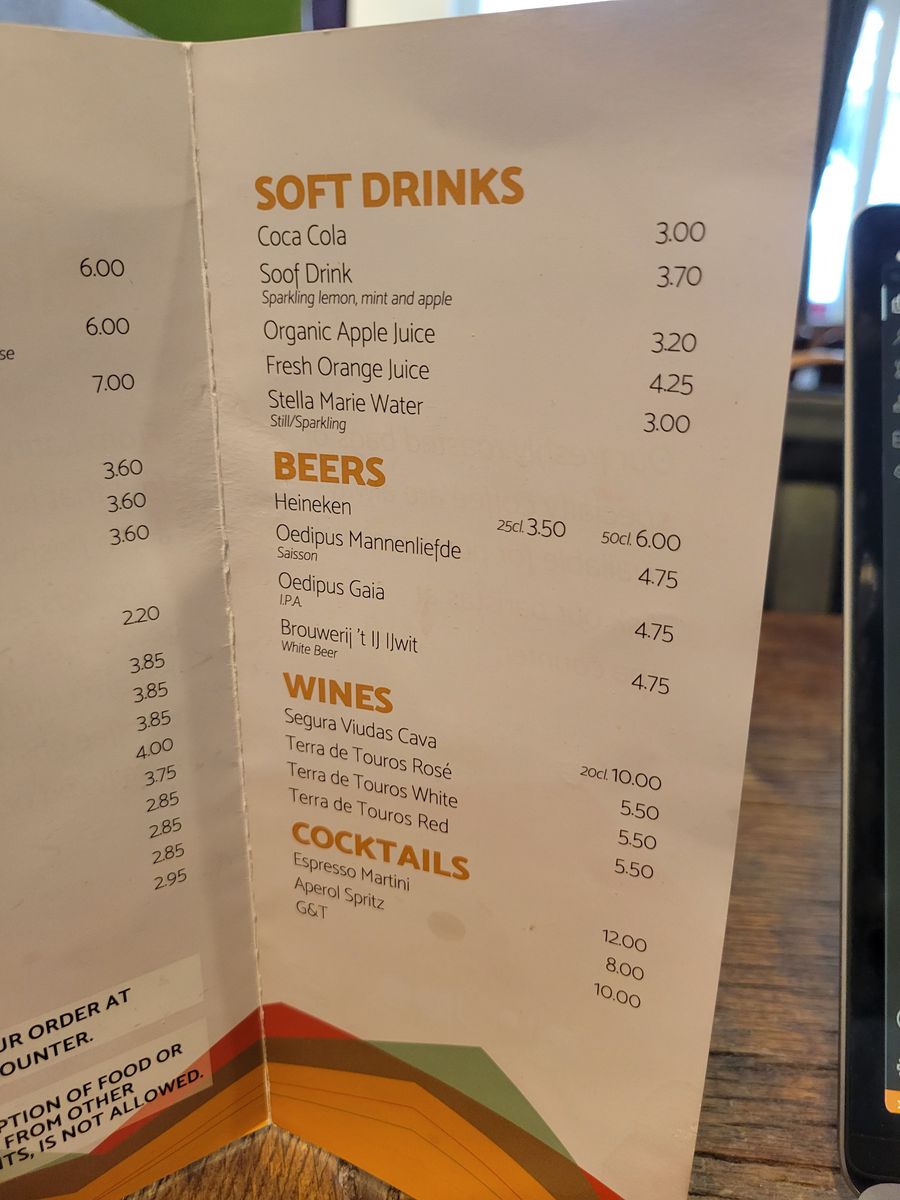 6.00
6.00
se
7.00
3.60
3.60
3.60
2.20
3.85
3.85
3.85
4.00
3.75
2.85
2.85
2.85
2.95
UR ORDER AT
OUNTER.
PTION OF FOOD OR
FROM OTHER
TS, IS NOT ALLOWED.
SOFT DRINKS
Coca Cola 3.00
Soof Drink 3.70
Sparkling lemon, mint and apple
Organic Apple Juice 3.20
Fresh Orange Juice 4.25
Stella Marie Water 3.00
Still/Sparkling
BEERS
Heineken 25cl. 3.50 50cl. 6.00
Oedipus Mannenliefde 4.75
Saisson
Oedipus Gaia 4.75
I.P.A.
Brouwerij 't IJ IJwit 4.75
White Beer
WINES
Segura Viudas Cava 20cl. 10.00
Terra de Touros Rosé 5.50
Terra de Touros White 5.50
Terra de Touros Red 5.50
COCKTAILS
Espresso Martini 12.00
Aperol Spritz 8.00
G&T 10.00